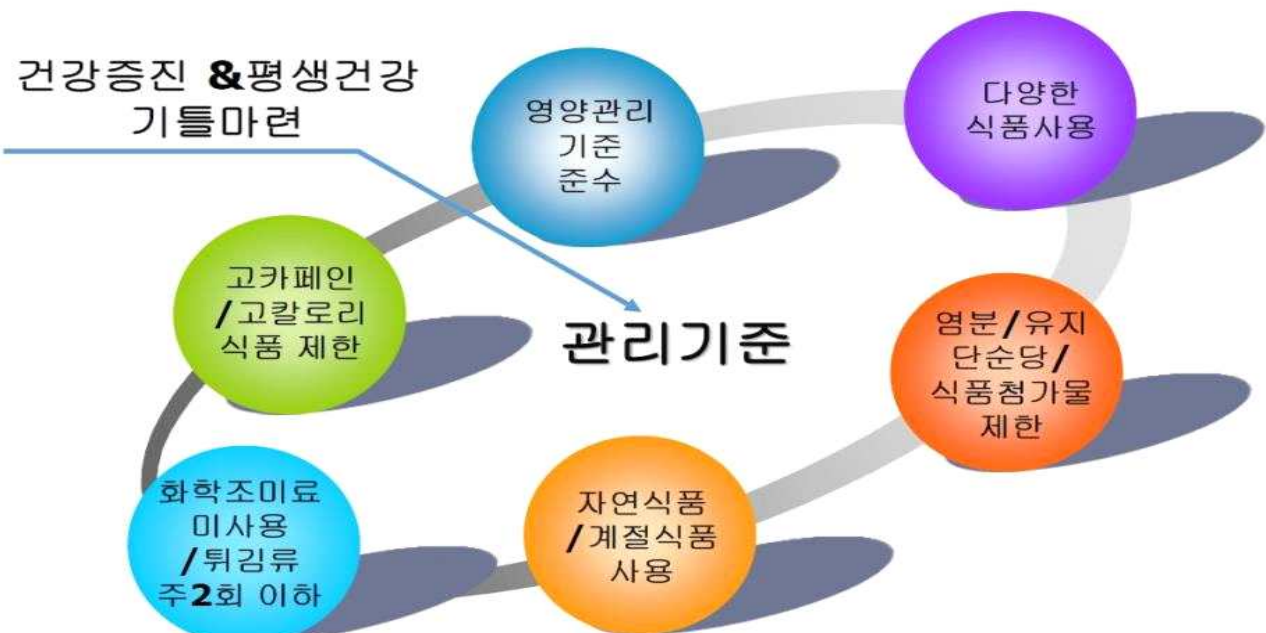 건강증진 &평생건강
기틀마련
영양관리
기준
준수
다양한
식품사용
고카페인
/고칼로리
식품 제한
관리기준
염분/유지
단순당/
식품첨가물
제한
화학조미료
미사용
/튀김류
주2회 이하
자연식품
/계절식품
사용